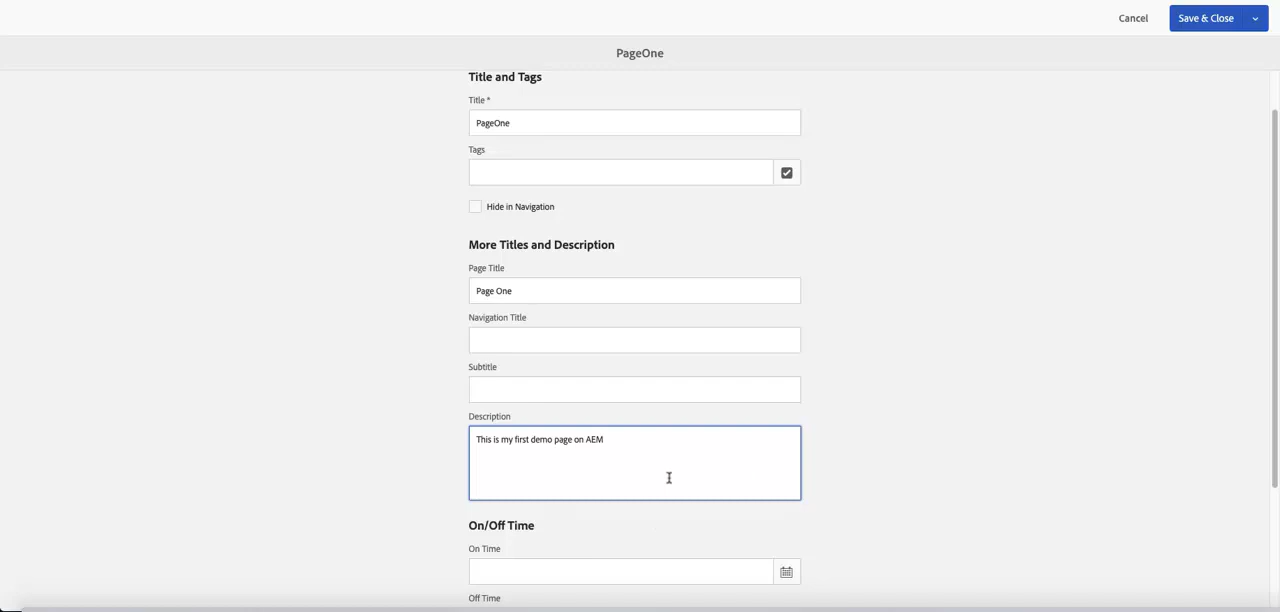 Cancel
Save & Close
PageOne
Title and Tags
Title *
PageOne
Tags
Hide in Navigation
More Titles and Description
Page Title
Page One
Navigation Title
Subtitle
Description
This is my first demo page on AEM
On/Off Time
On Time
Off Time